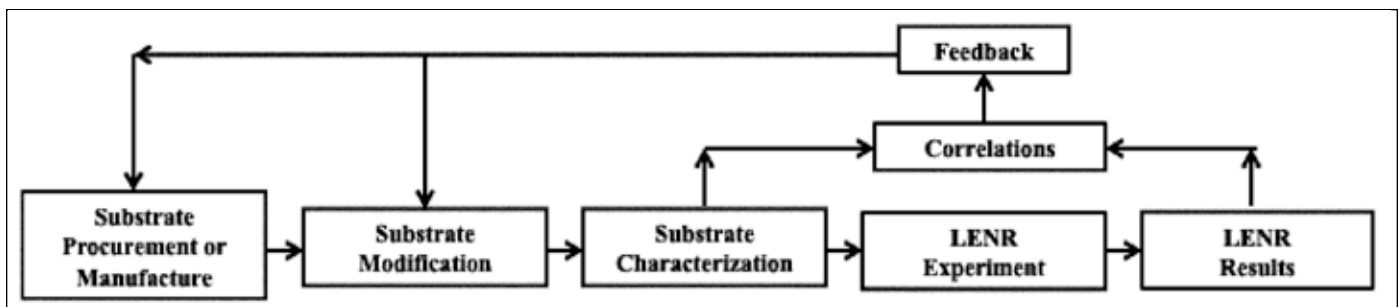 Feedback
Correlations
Substrate
Procurement or
Manufacture
Substrate
Modification
Substrate
Characterization
LENR
Experiment
LENR
Results